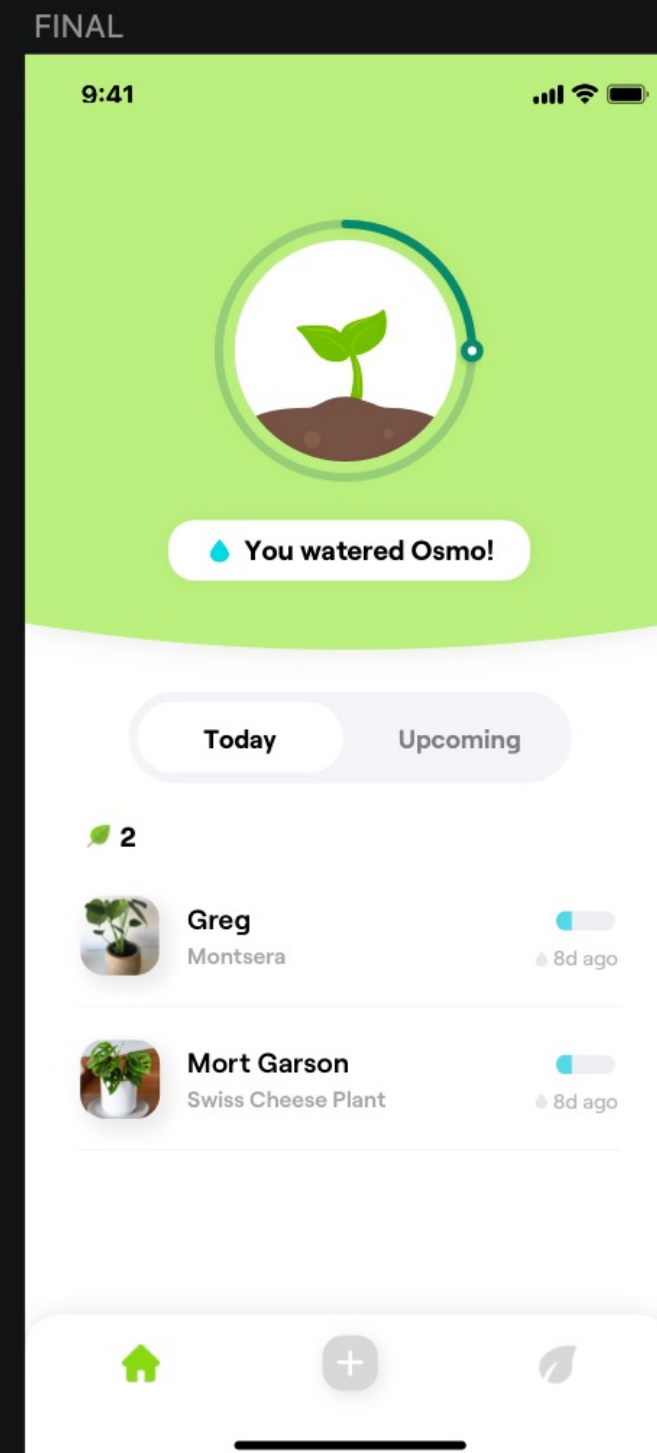 FINAL
9:41
You watered Osmo!
Today Upcoming
2
Greg
Montsera
8d ago
Mort Garson
Swiss Cheese Plant
8d ago